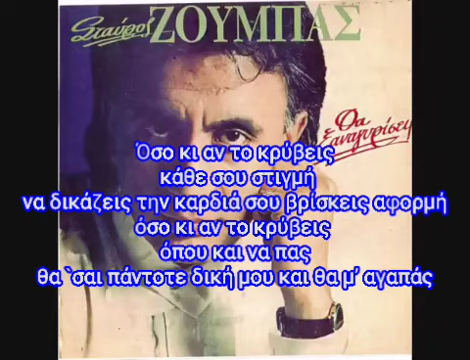 Σταύρος ΖΟΥΜΠΑΣ
Θα
ξαναγυρίσεις
Όσο κι αν το κρύβεις
κάθε σου στιγμή
να δικάζεις την καρδιά σου βρίσκεις αφορμή
όσο κι αν το κρύβεις
όπου και να πας
θα `σαι πάντοτε δική μου και θα μ' αγαπάς